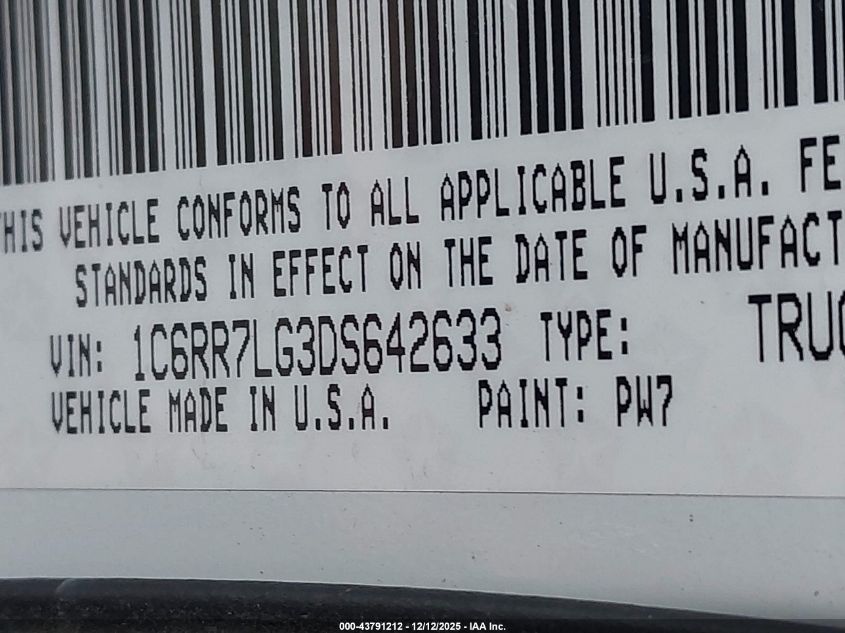 THIS VEHICLE CONFORMS TO ALL APPLICABLE U.S.A. FE
STANDARDS IN EFFECT ON THE DATE OF MANUFACT
VIN: 1C6RR7LG3DS642633 TYPE: TRUC
VEHICLE MADE IN U.S.A. PAINT: PW7
000-43791212 - 12/12/2025 - IAA Inc.